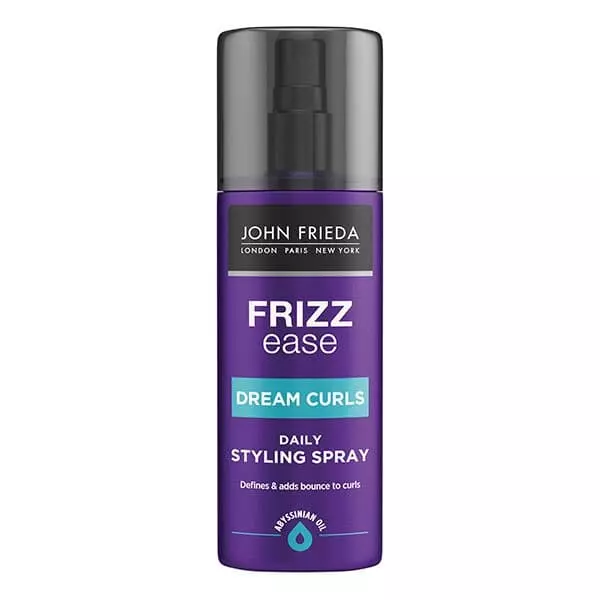 JOHN FRIEDA
LONDON PARIS NEW YORK
FRIZZ
ease
DREAM CURLS
DAILY
STYLING SPRAY
Defines & adds bounce to curls
ABYSSINIAN OIL